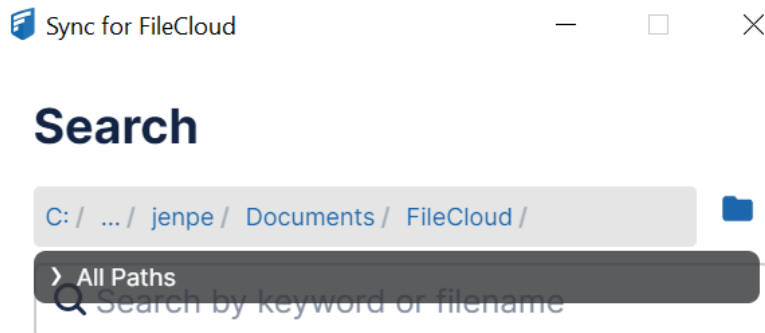 Sync for FileCloud
Search
C: / ... / jenpe / Documents / FileCloud /
› All Paths
Search by keyword or filename